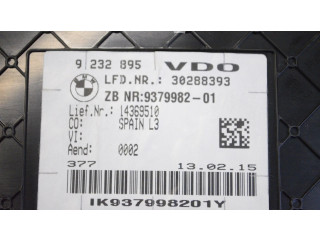 9 232 895 VDO
LFD.NR.: 30288393
ZB NR:9379982-01
Lief.Nr.: 14369510
CO: SPAIN L3
VI:
Aend: 0002
377 13.02.15
IK937998201Y